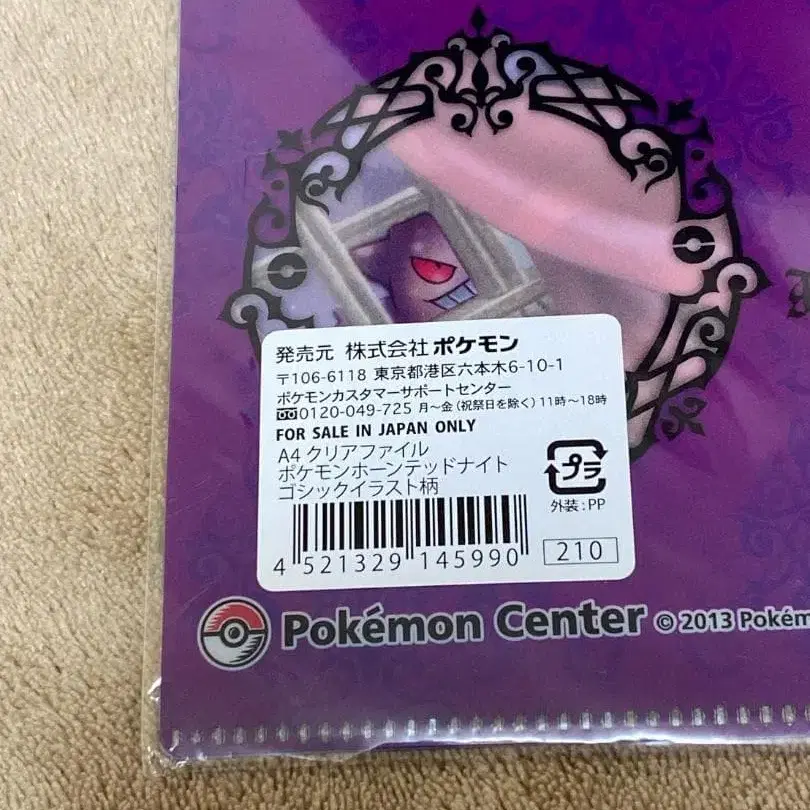 発売元 株式会社ポケモン
〒106-6118 東京都港区六本木6-10-1
ポケモンカスタマーサポートセンター
0120-049-725 月～金（祝祭日を除く）11時～18時
FOR SALE IN JAPAN ONLY
A4 クリアファイル
ポケモンホーンテッドナイト
ゴシックイラスト柄
プラ
外装：PP
4 521329 145990
210
Pokémon Center © 2013 Pokém